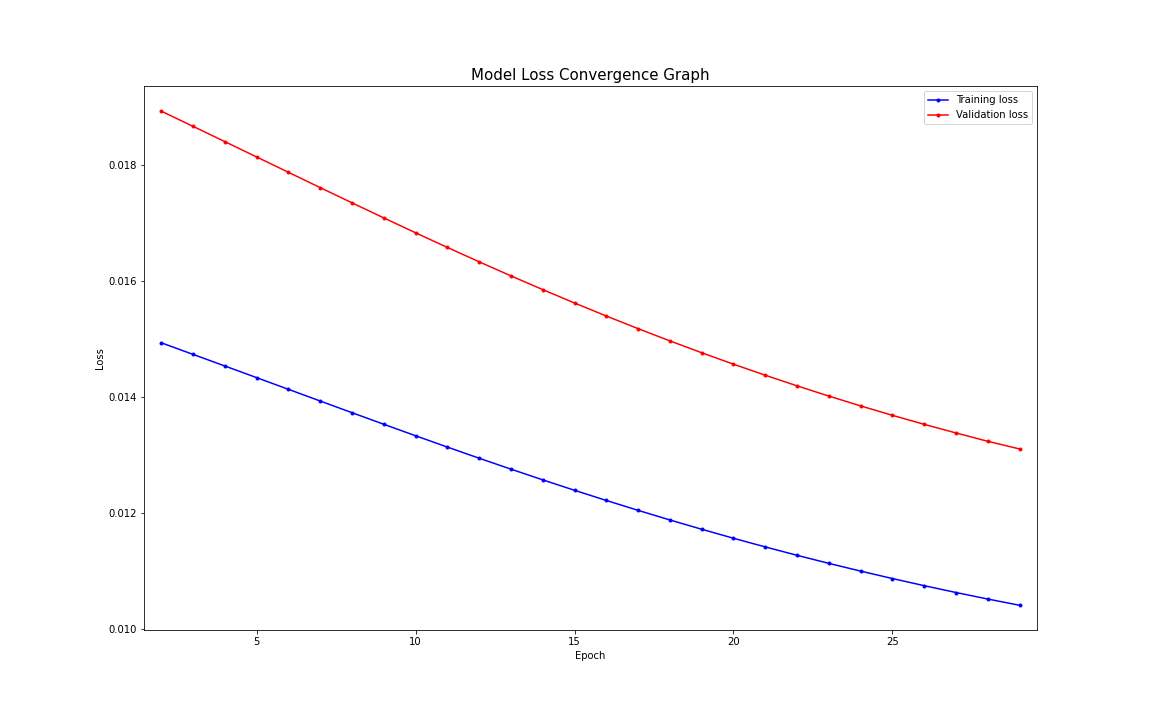 Model Loss Convergence Graph
Training loss
Validation loss
0.018
0.016
0.014
0.012
0.010
Loss
5 10 15 20 25
Epoch